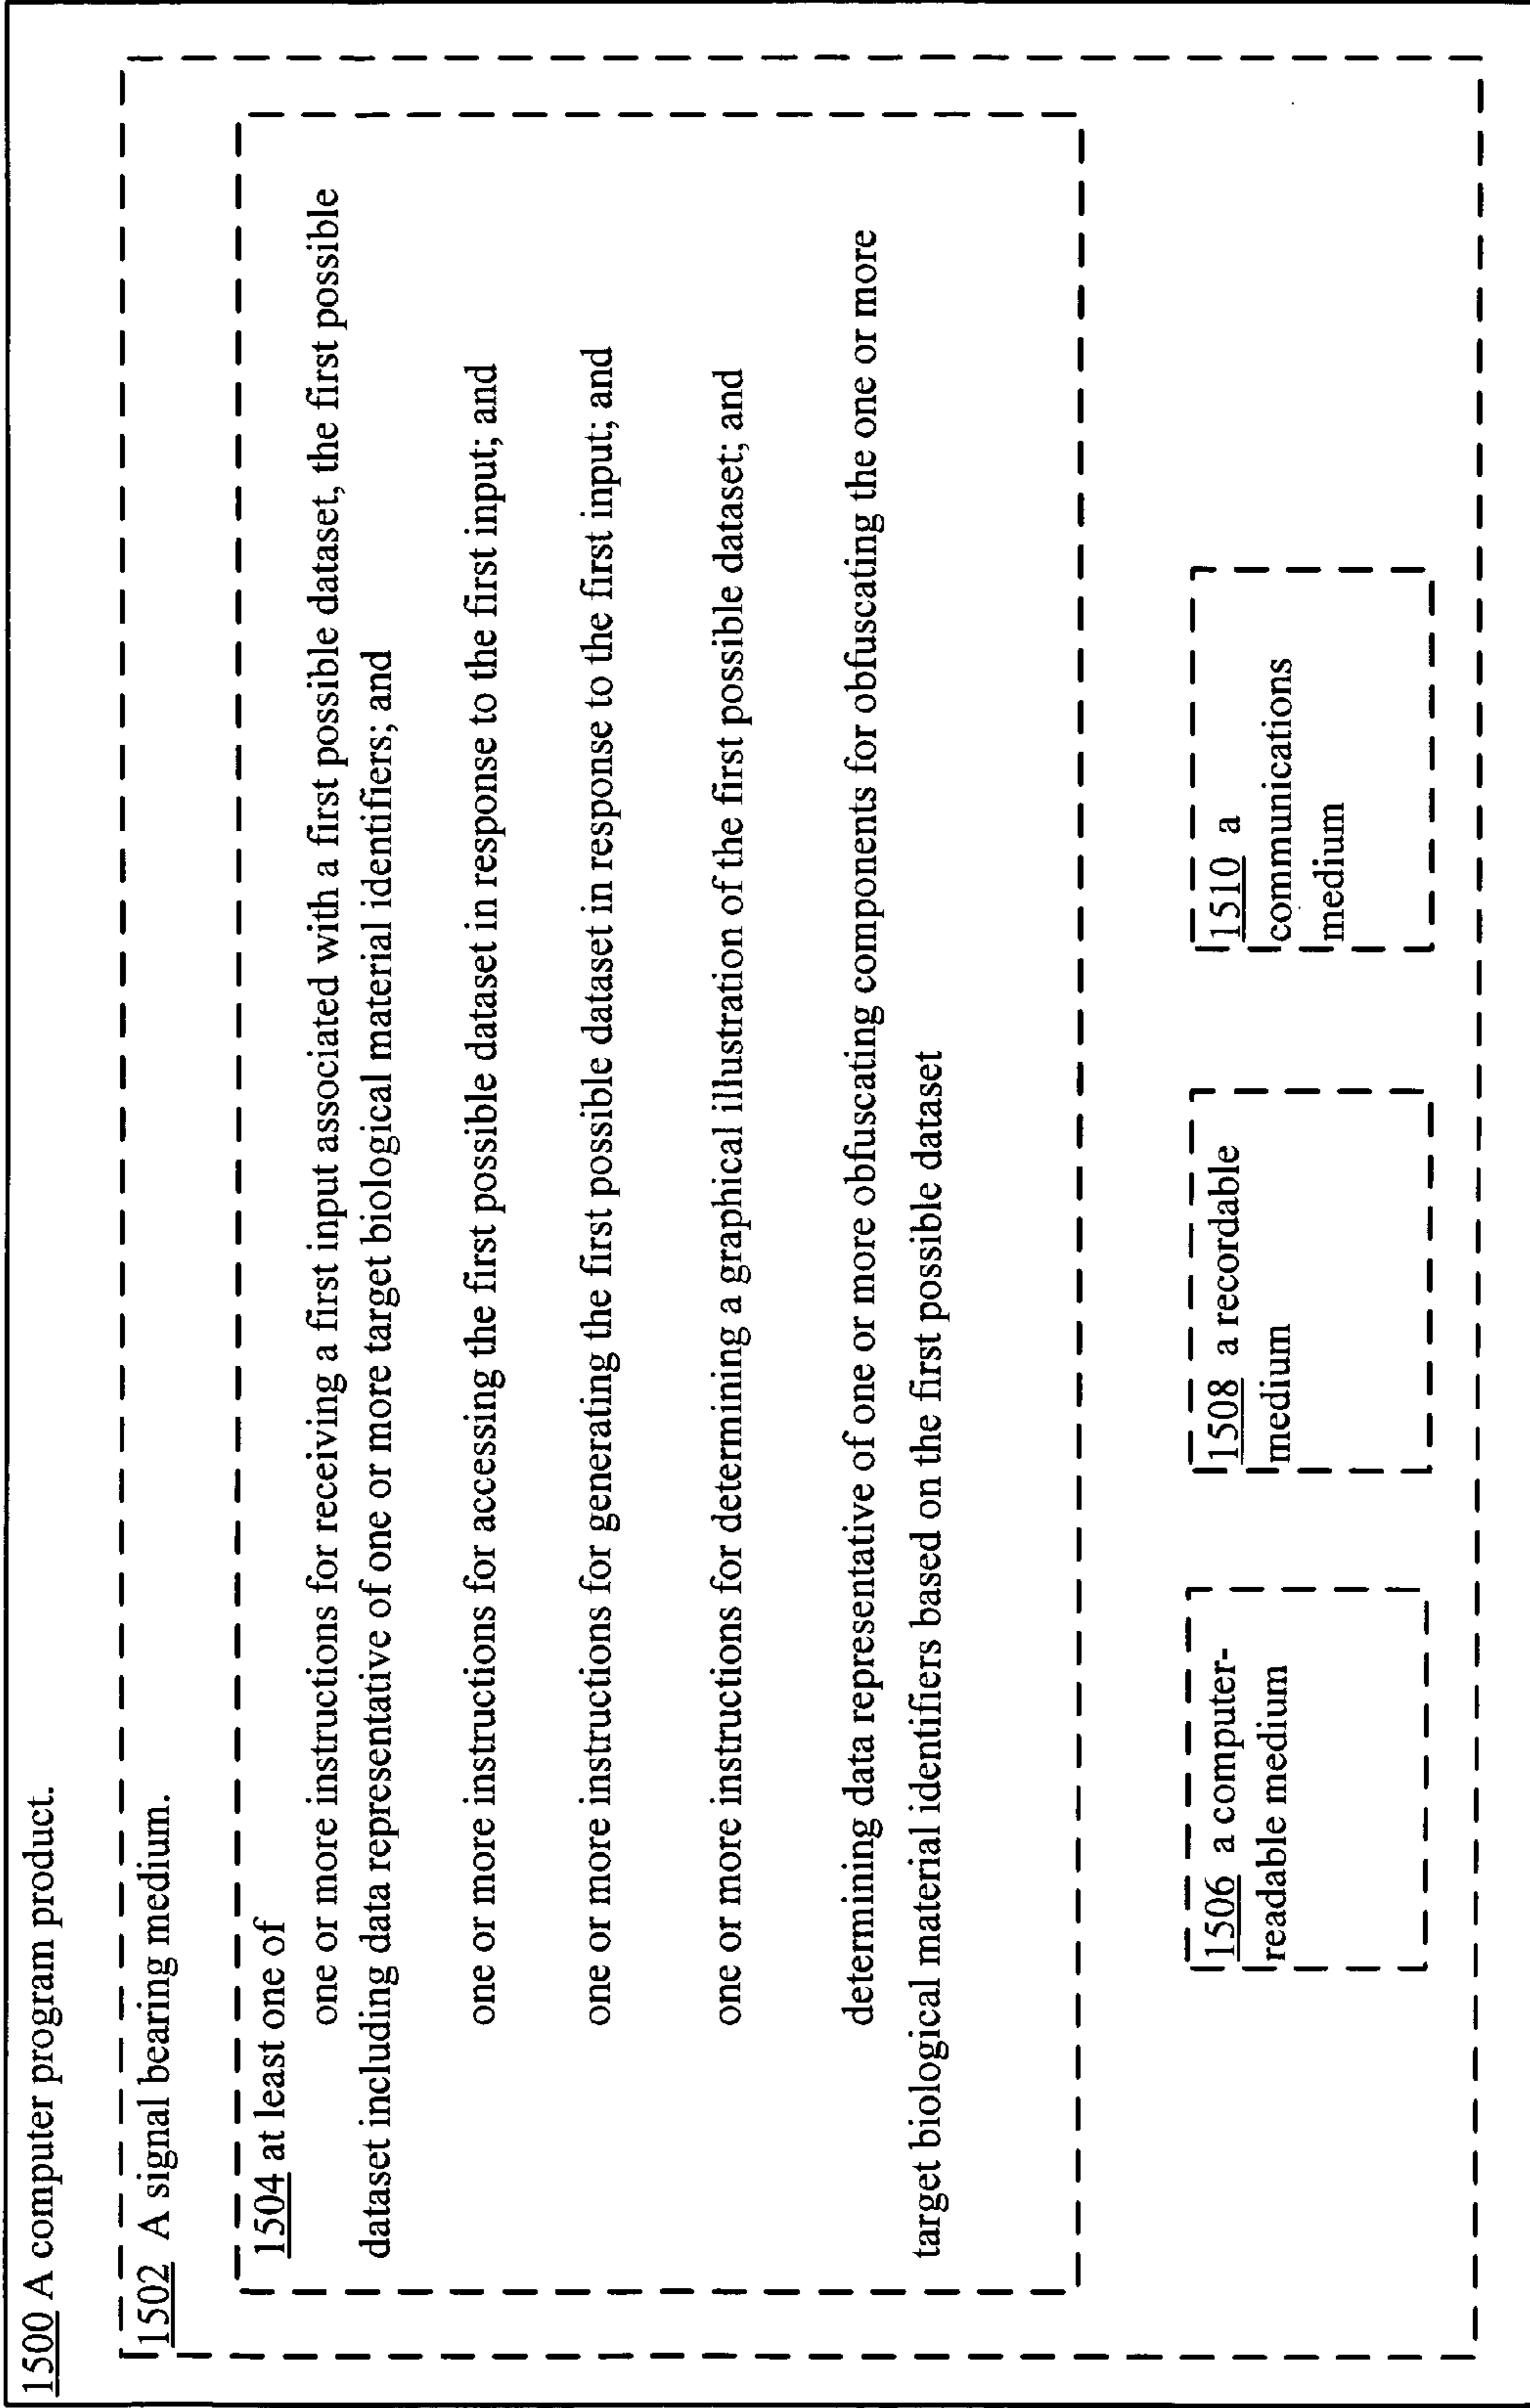 1500 A computer program product.
1502 A signal bearing medium.
1504 at least one of
one or more instructions for receiving a first input associated with a first possible dataset, the first possible
dataset including data representative of one or more target biological material identifiers; and
one or more instructions for accessing the first possible dataset in response to the first input; and
one or more instructions for generating the first possible dataset in response to the first input; and
one or more instructions for determining a graphical illustration of the first possible dataset; and
determining data representative of one or more obfuscating components for obfuscating the one or more
target biological material identifiers based on the first possible dataset
1506 a computer-
readable medium
1508 a recordable
medium
1510 a
communications
medium